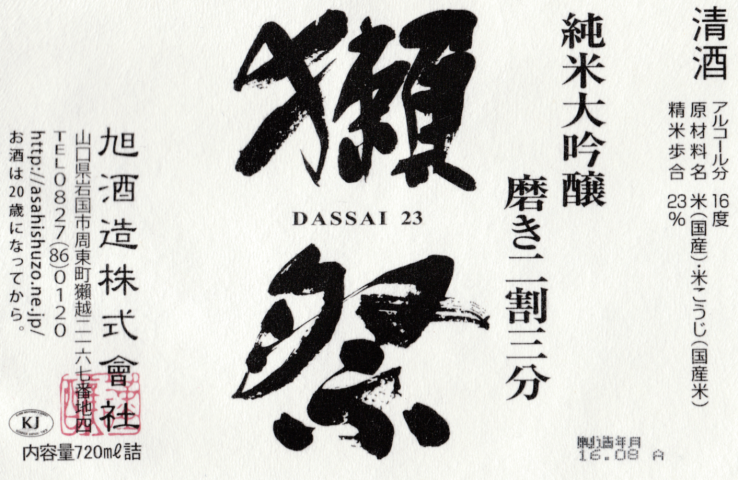 清酒
アルコール分 16度
原材料名 米(国産)・米こうじ(国産米)
精米歩合 23%
純米大吟醸
磨き二割三分
獺祭
DASSAI 23
製造年月
16.08 A
旭酒造株式會社
山口県岩国市周東町獺越二一六七番地四
TEL0827(86)0120
http://asahishuzo.ne.jp/
お酒は20歳になってから。
KJ
内容量720mℓ詰